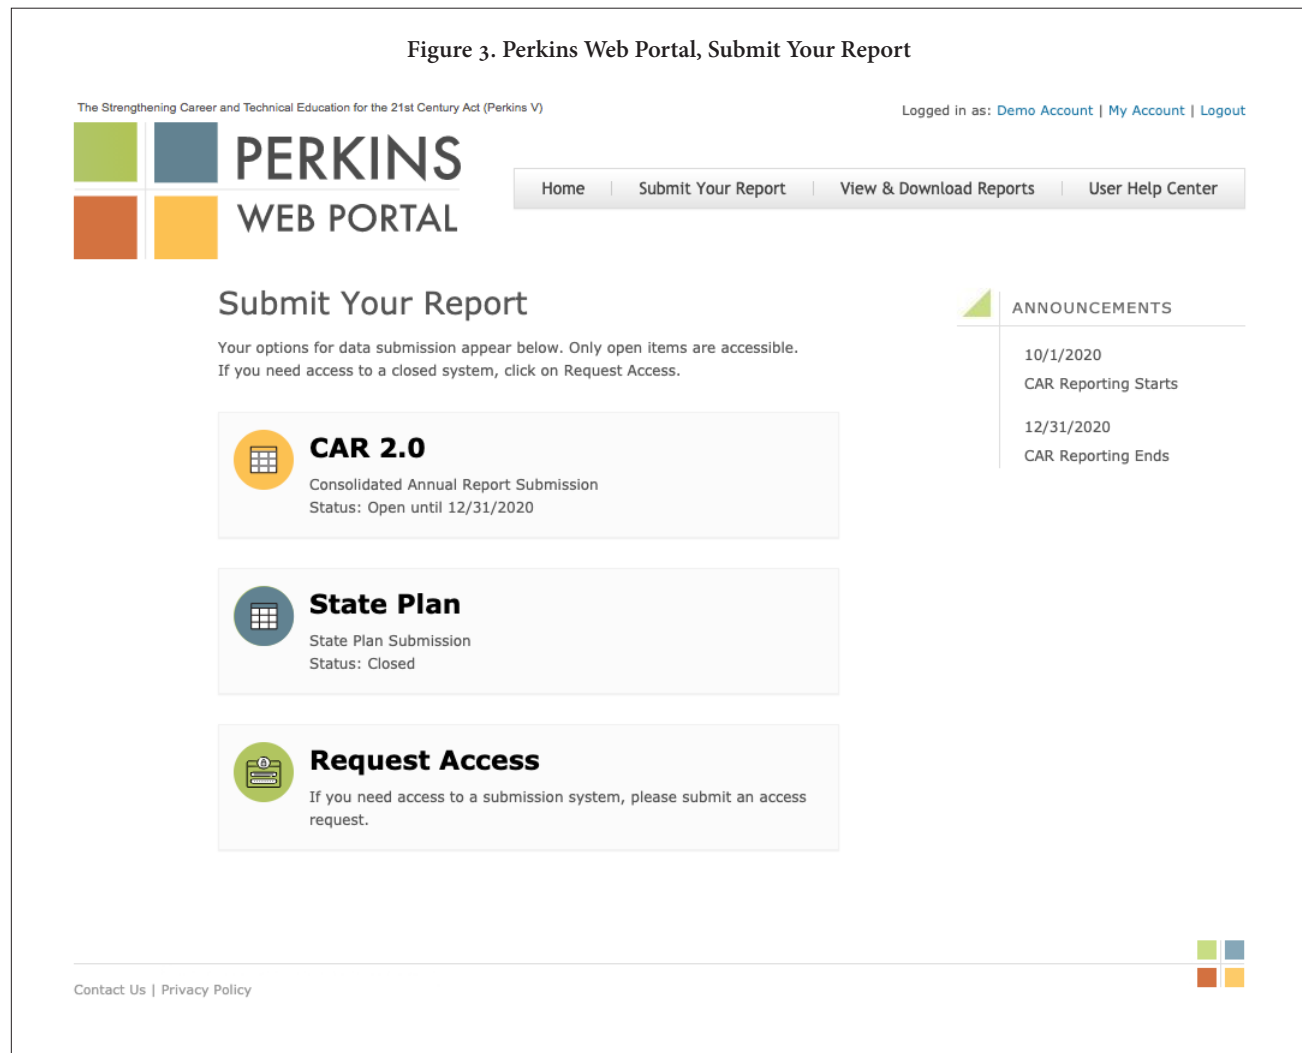 Figure 3. Perkins Web Portal, Submit Your Report
The Strengthening Career and Technical Education for the 21st Century Act (Perkins V)
Logged in as: Demo Account | My Account | Logout
PERKINS
WEB PORTAL
Home | Submit Your Report | View & Download Reports | User Help Center
Submit Your Report
Your options for data submission appear below. Only open items are accessible.
If you need access to a closed system, click on Request Access.
CAR 2.0
Consolidated Annual Report Submission
Status: Open until 12/31/2020
State Plan
State Plan Submission
Status: Closed
Request Access
If you need access to a submission system, please submit an access
request.
ANNOUNCEMENTS
10/1/2020
CAR Reporting Starts
12/31/2020
CAR Reporting Ends
Contact Us | Privacy Policy